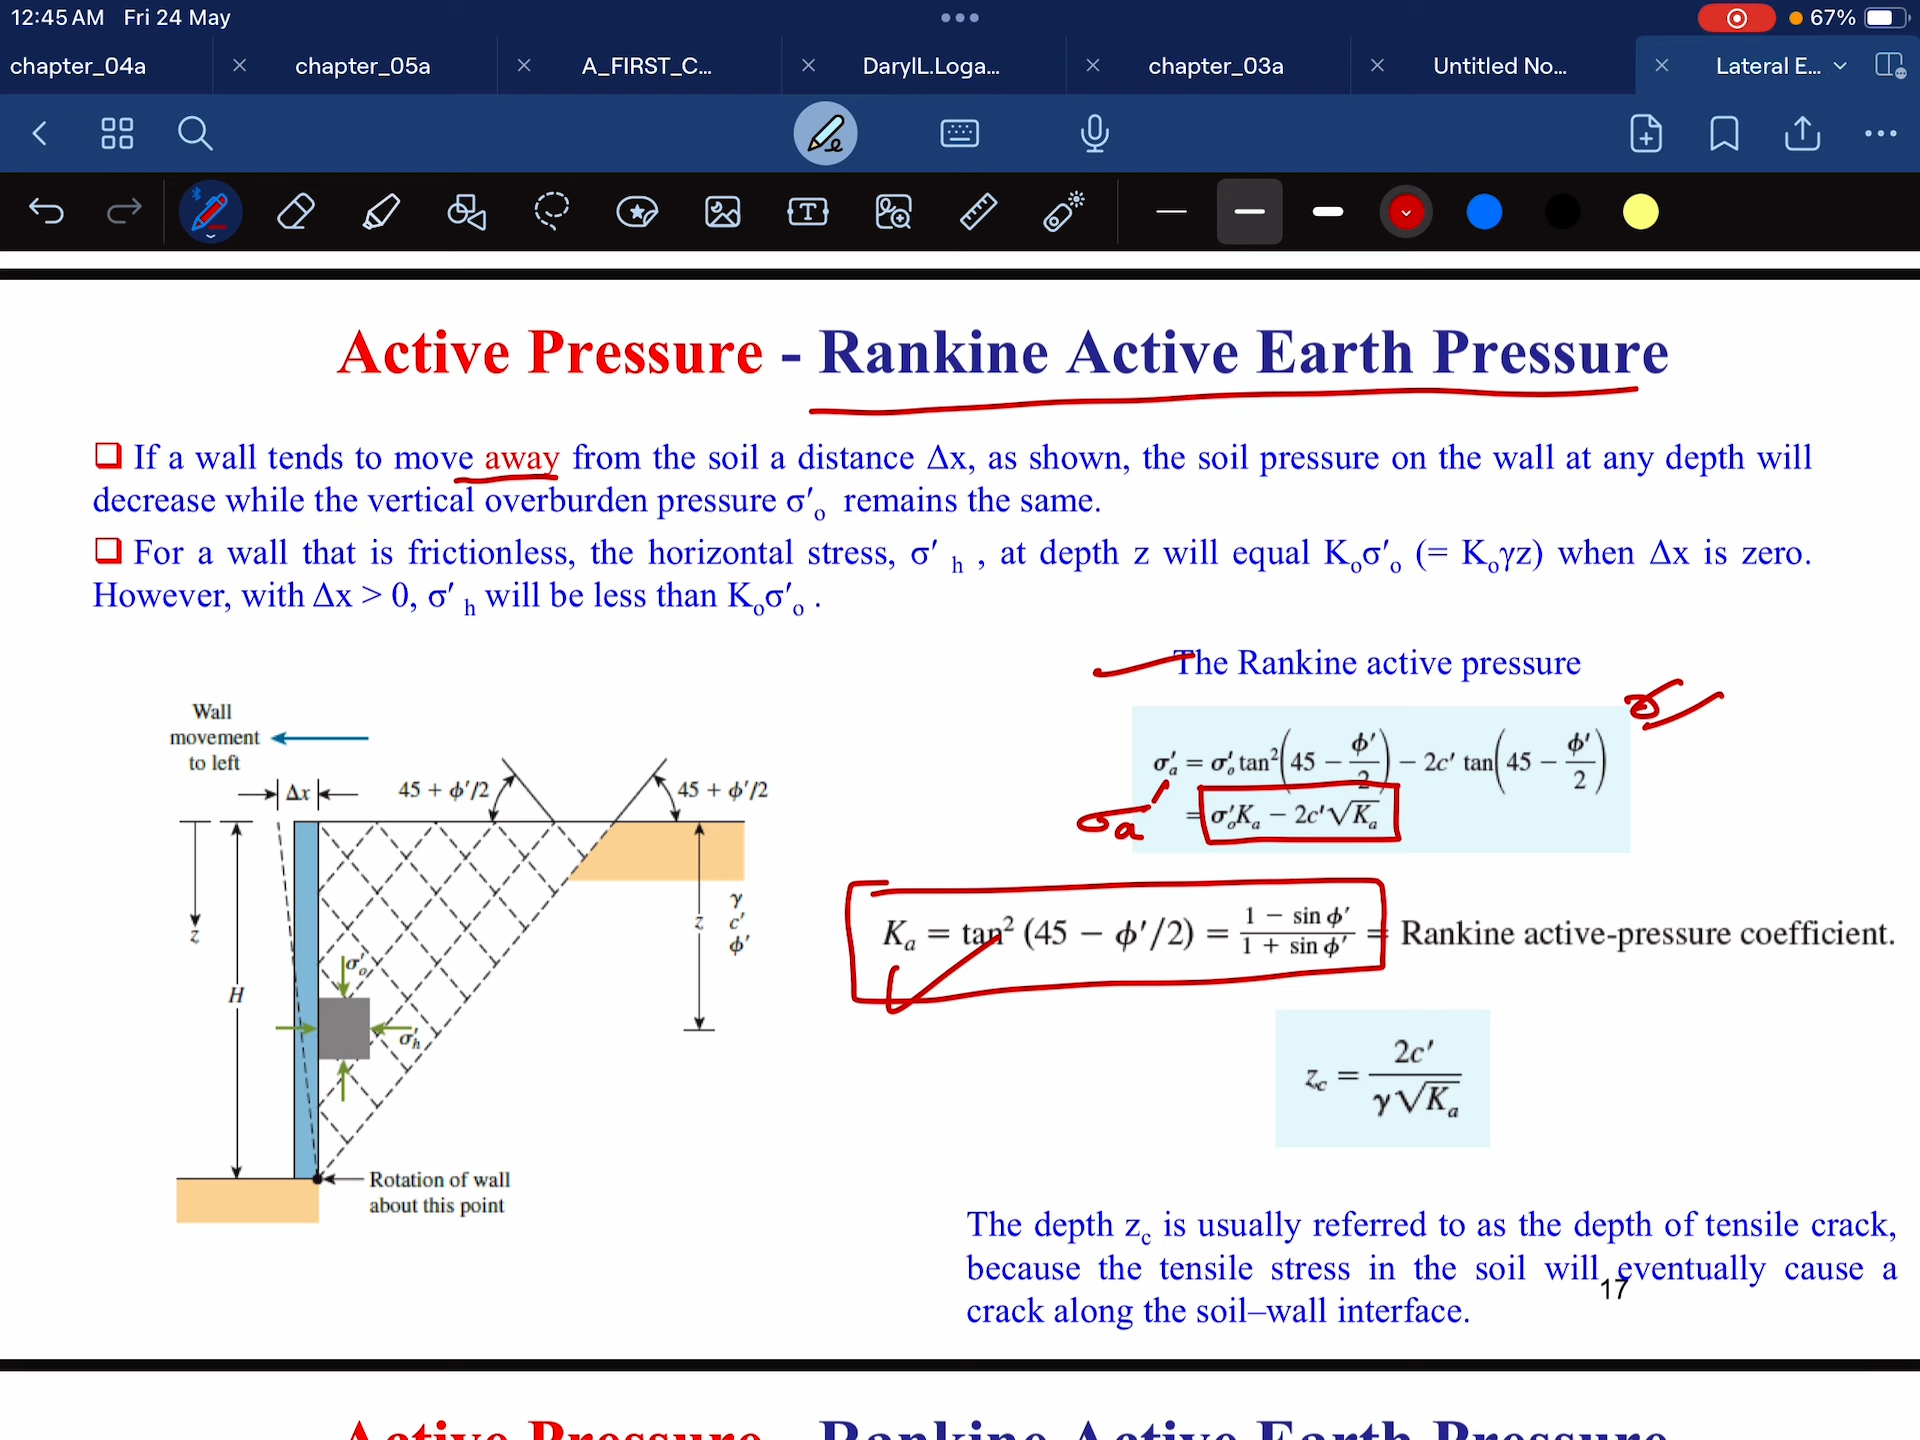 12:45 AM Fri 24 May
67%
chapter_04a
chapter_05a
A_FIRST_C...
DarylL.Loga...
chapter_03a
Untitled No...
Lateral E...
Active Pressure - Rankine Active Earth Pressure
If a wall tends to move away from the soil a distance Δx, as shown, the soil pressure on the wall at any depth will
decrease while the vertical overburden pressure σ′o remains the same.
For a wall that is frictionless, the horizontal stress, σ′ h , at depth z will equal Koσ′o (= Koγz) when Δx is zero.
However, with Δx > 0, σ′ h will be less than Koσ′o .
The Rankine active pressure
σ′a = σ′o tan²(45 − ϕ′/2) − 2c′ tan(45 − ϕ′/2)
= σ′oKa − 2c′√Ka
σ′a
Ka = tan² (45 − ϕ′/2) = (1 − sin ϕ′)/(1 + sin ϕ′) = Rankine active-pressure coefficient.
zc = 2c′/(γ√Ka)
The depth zc is usually referred to as the depth of tensile crack,
because the tensile stress in the soil will eventually cause a
crack along the soil–wall interface.
17
Wall
movement
to left
Δx
45 + ϕ′/2
45 + ϕ′/2
z
H
σ′o
σ′h
z
γ
c′
ϕ′
Rotation of wall
about this point
Active Pressure - Rankine Active Earth Pressure